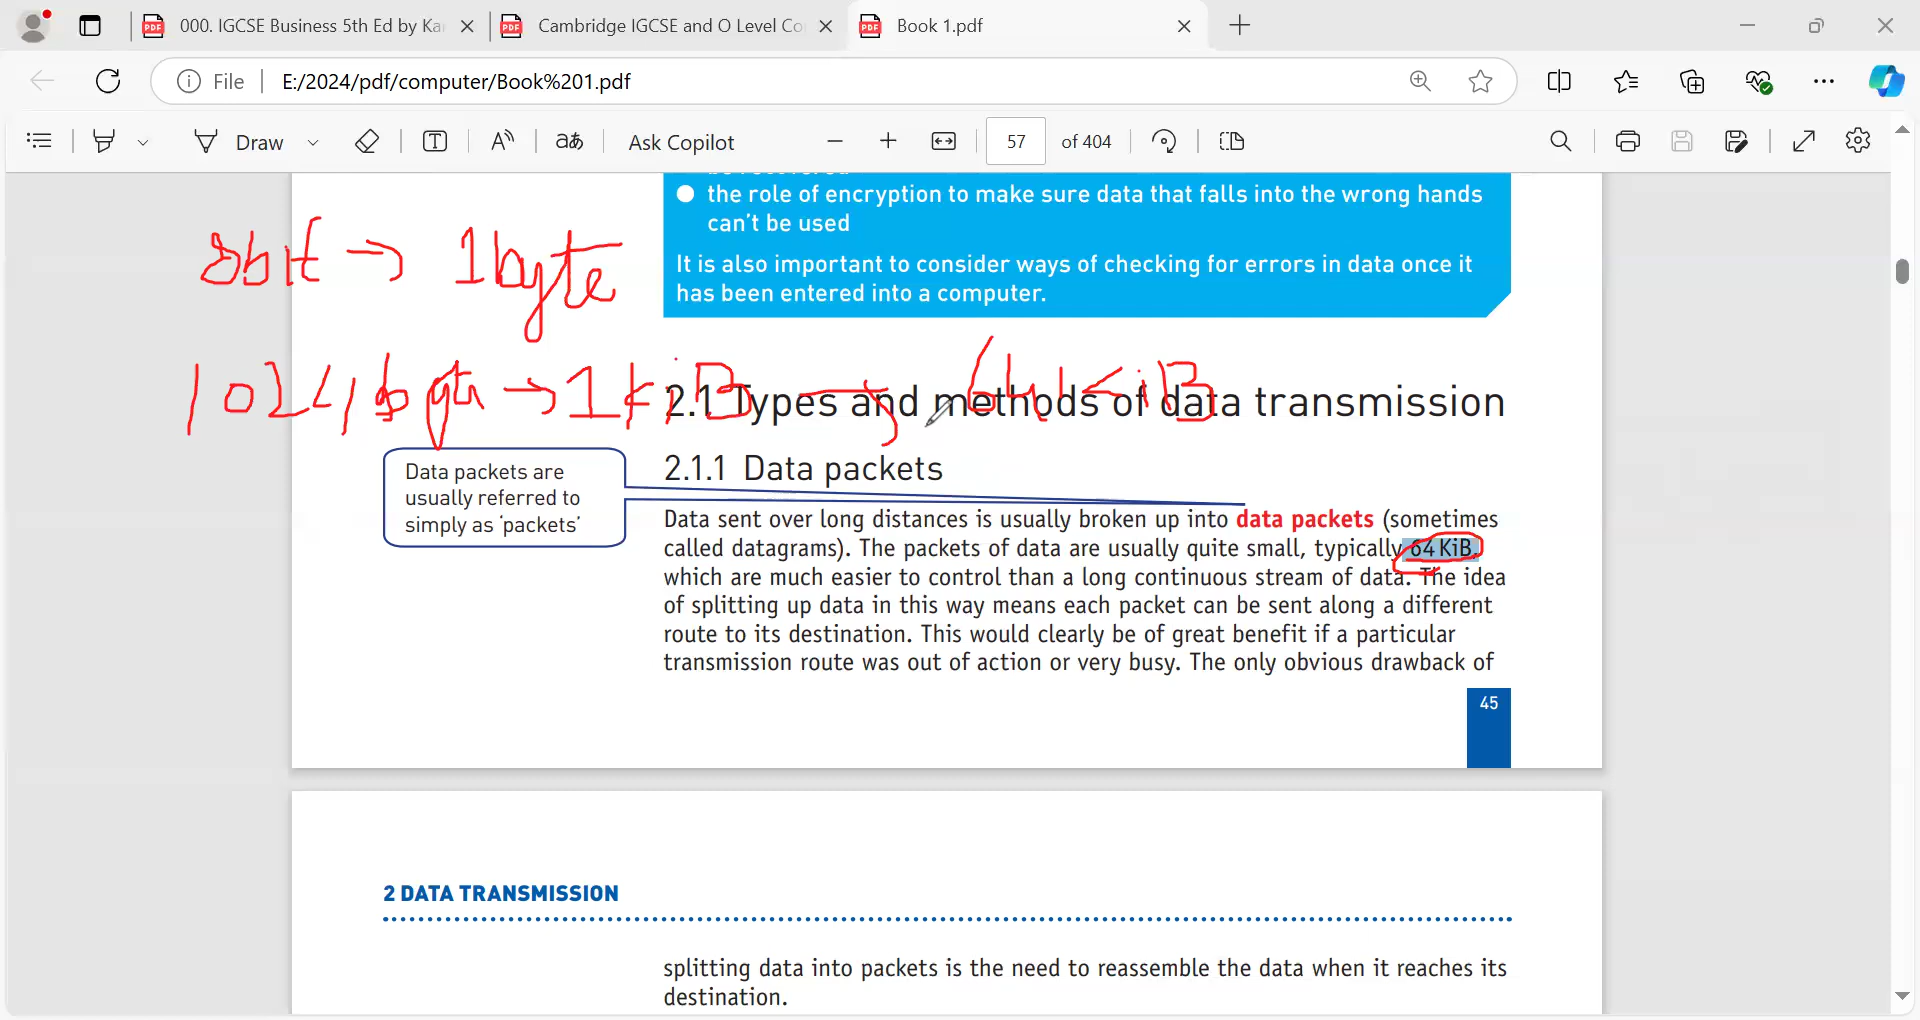 000. IGCSE Business 5th Ed by Ka
Cambridge IGCSE and O Level Co
Book 1.pdf
File
E:/2024/pdf/computer/Book%201.pdf
Draw
Ask Copilot
57
of 404
the role of encryption to make sure data that falls into the wrong hands
can't be used
It is also important to consider ways of checking for errors in data once it
has been entered into a computer.
8bit → 1byte
1024 byte → 1KiB → 64KiB
2.1 Types and methods of data transmission
Data packets are
usually referred to
simply as 'packets'
2.1.1 Data packets
Data sent over long distances is usually broken up into data packets (sometimes
called datagrams). The packets of data are usually quite small, typically 64 KiB,
which are much easier to control than a long continuous stream of data. The idea
of splitting up data in this way means each packet can be sent along a different
route to its destination. This would clearly be of great benefit if a particular
transmission route was out of action or very busy. The only obvious drawback of
45
2 DATA TRANSMISSION
splitting data into packets is the need to reassemble the data when it reaches its
destination.